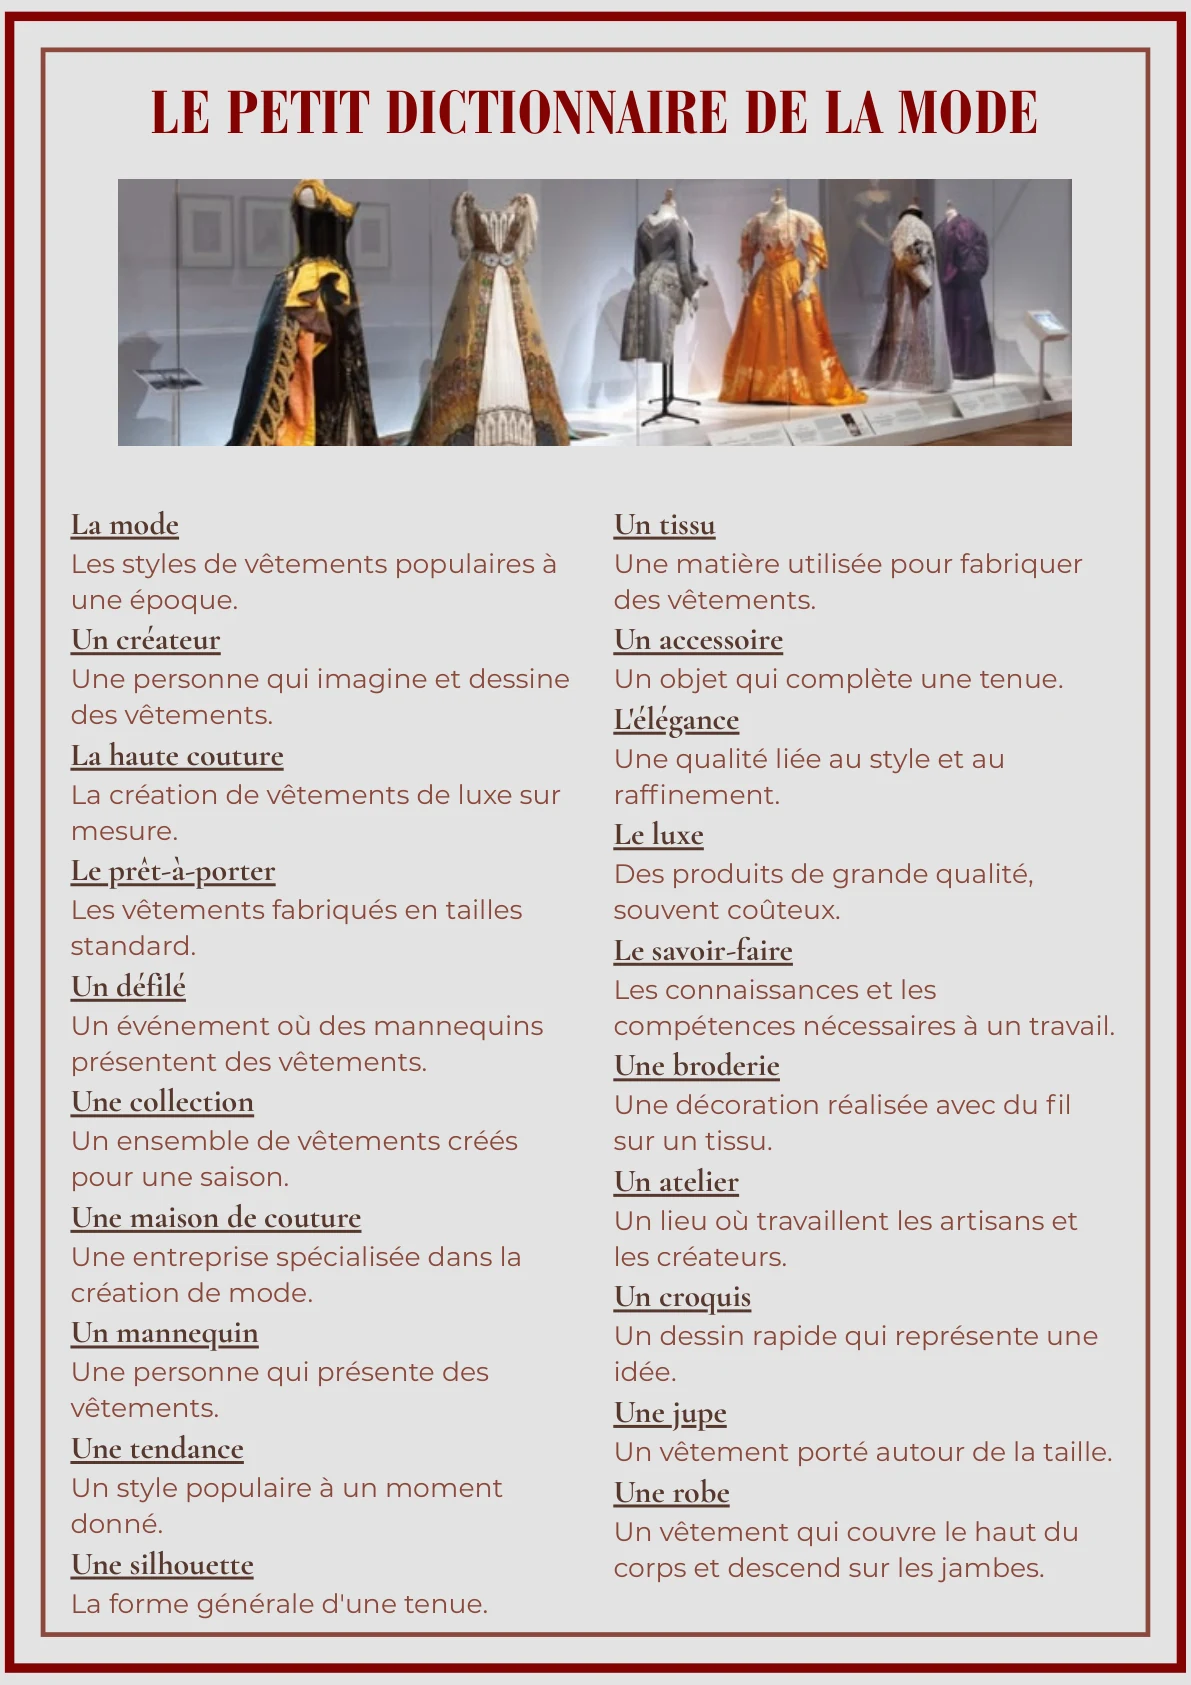 LE PETIT DICTIONNAIRE DE LA MODE
La mode
Les styles de vêtements populaires à
une époque.
Un créateur
Une personne qui imagine et dessine
des vêtements.
La haute couture
La création de vêtements de luxe sur
mesure.
Le prêt-à-porter
Les vêtements fabriqués en tailles
standard.
Un défilé
Un événement où des mannequins
présentent des vêtements.
Une collection
Un ensemble de vêtements créés
pour une saison.
Une maison de couture
Une entreprise spécialisée dans la
création de mode.
Un mannequin
Une personne qui présente des
vêtements.
Une tendance
Un style populaire à un moment
donné.
Une silhouette
La forme générale d'une tenue.
Un tissu
Une matière utilisée pour fabriquer
des vêtements.
Un accessoire
Un objet qui complète une tenue.
L'élégance
Une qualité liée au style et au
raffinement.
Le luxe
Des produits de grande qualité,
souvent coûteux.
Le savoir-faire
Les connaissances et les
compétences nécessaires à un travail.
Une broderie
Une décoration réalisée avec du fil
sur un tissu.
Un atelier
Un lieu où travaillent les artisans et
les créateurs.
Un croquis
Un dessin rapide qui représente une
idée.
Une jupe
Un vêtement porté autour de la taille.
Une robe
Un vêtement qui couvre le haut du
corps et descend sur les jambes.